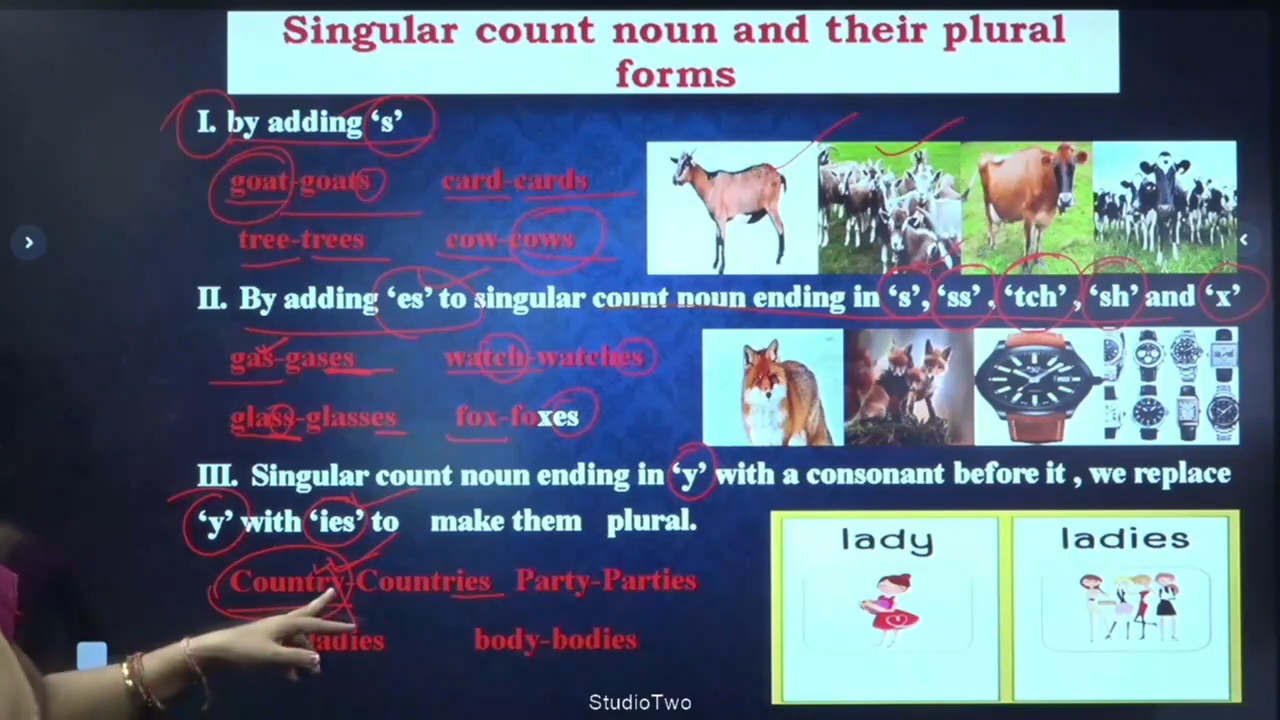 Singular count noun and their plural
forms
I. by adding ‘s’
goat-goats card-cards
tree-trees cow-cows
II. By adding ‘es’ to singular count noun ending in ‘s’, ‘ss’ , ‘tch’ , ‘sh’ and ‘x’
gas-gases watch-watches
glass-glasses fox-foxes
III. Singular count noun ending in ‘y’ with a consonant before it , we replace
‘y’ with ‘ies’ to make them plural.
lady ladies
Country-Countries Party-Parties
body-bodies
StudioTwo